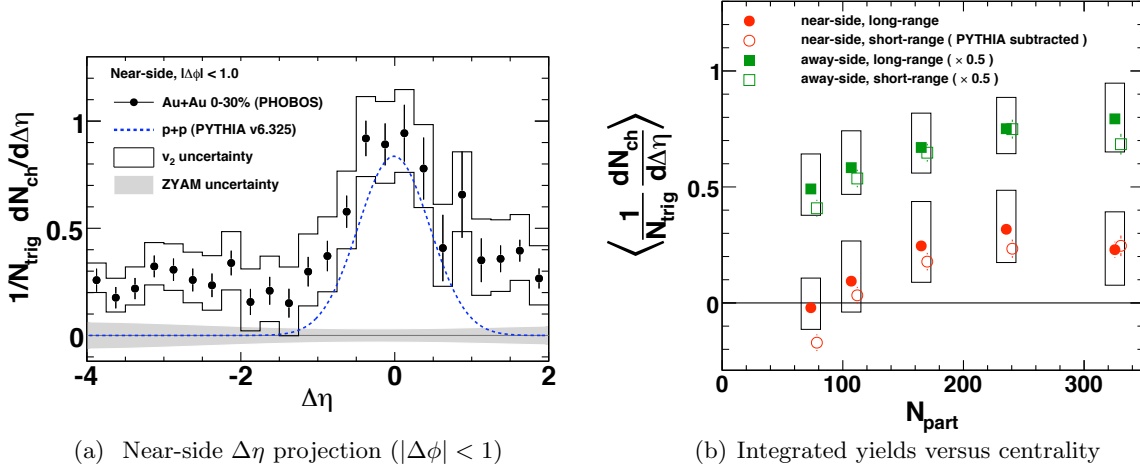 Near-side, |Δϕ| < 1.0
Au+Au 0-30% (PHOBOS)
p+p (PYTHIA v6.325)
v2 uncertainty
ZYAM uncertainty
1/Ntrig dNch/dΔη
1
0.5
0
-4
-2
0
2
Δη
(a) Near-side Δη projection (|Δϕ| < 1)
near-side, long-range
near-side, short-range ( PYTHIA subtracted )
away-side, long-range ( × 0.5 )
away-side, short-range ( × 0.5 )
⟨ 1/Ntrig dNch/dΔη ⟩
1
0.5
0
0
100
200
300
Npart
(b) Integrated yields versus centrality